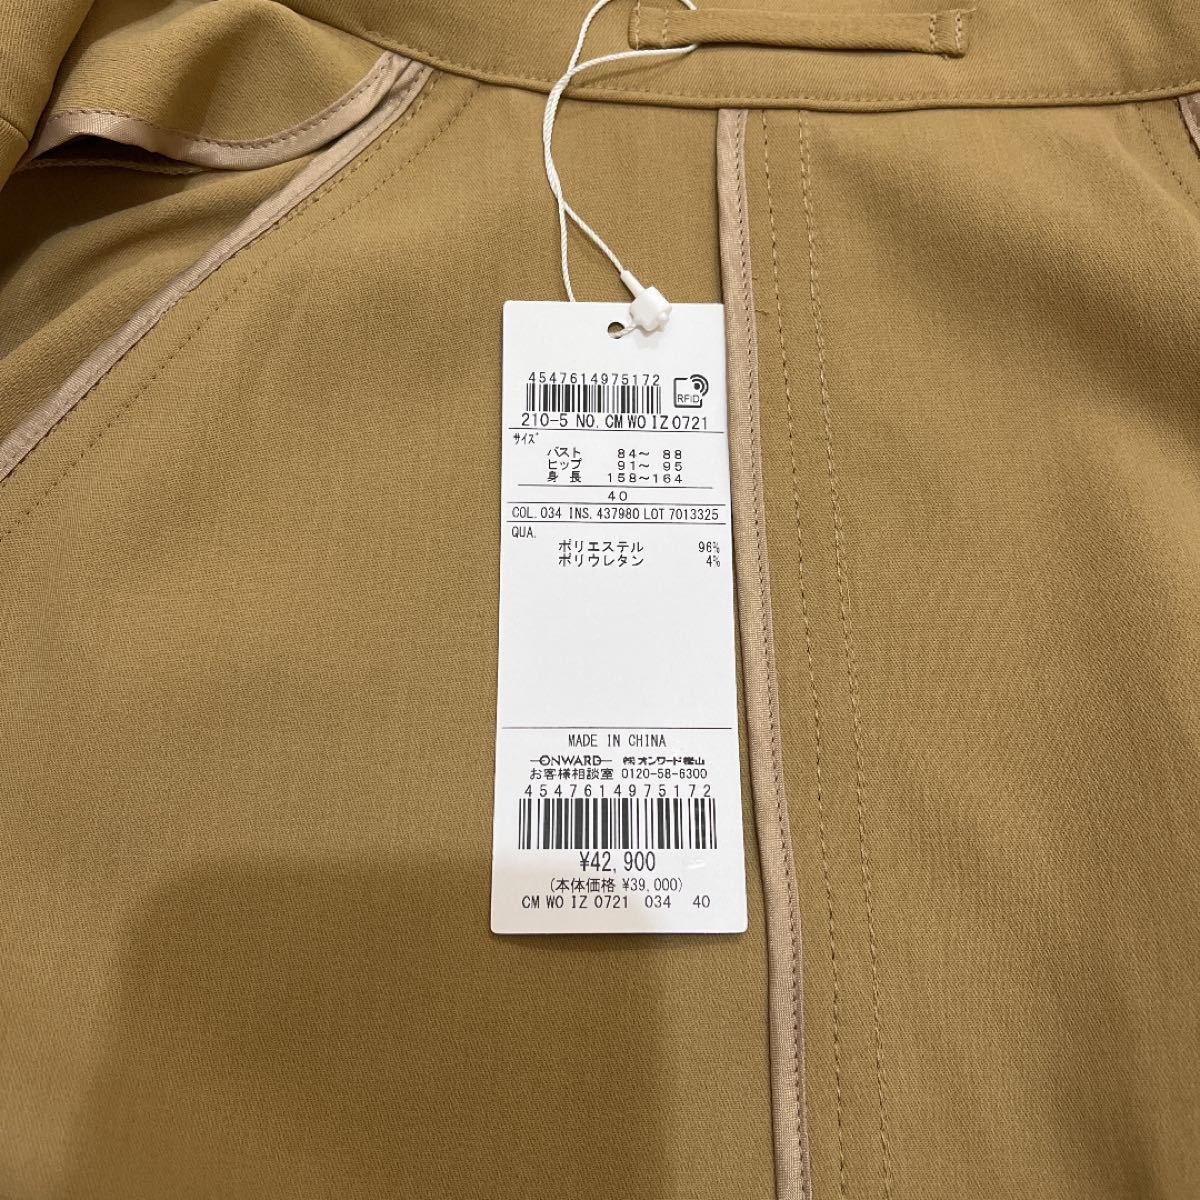 4547614975172
RFID
210-5 NO. CM WO IZ 0721
サイズ
バスト 84～ 88
ヒップ 91～ 95
身長 158～164
40
COL. 034 INS. 437980 LOT 7013325
QUA.
ポリエステル 96%
ポリウレタン 4%
MADE IN CHINA
ONWARD ㈱オンワード樫山
お客様相談室 0120-58-6300
4547614975172
¥42,900
(本体価格 ¥39,000)
CM WO IZ 0721 034 40